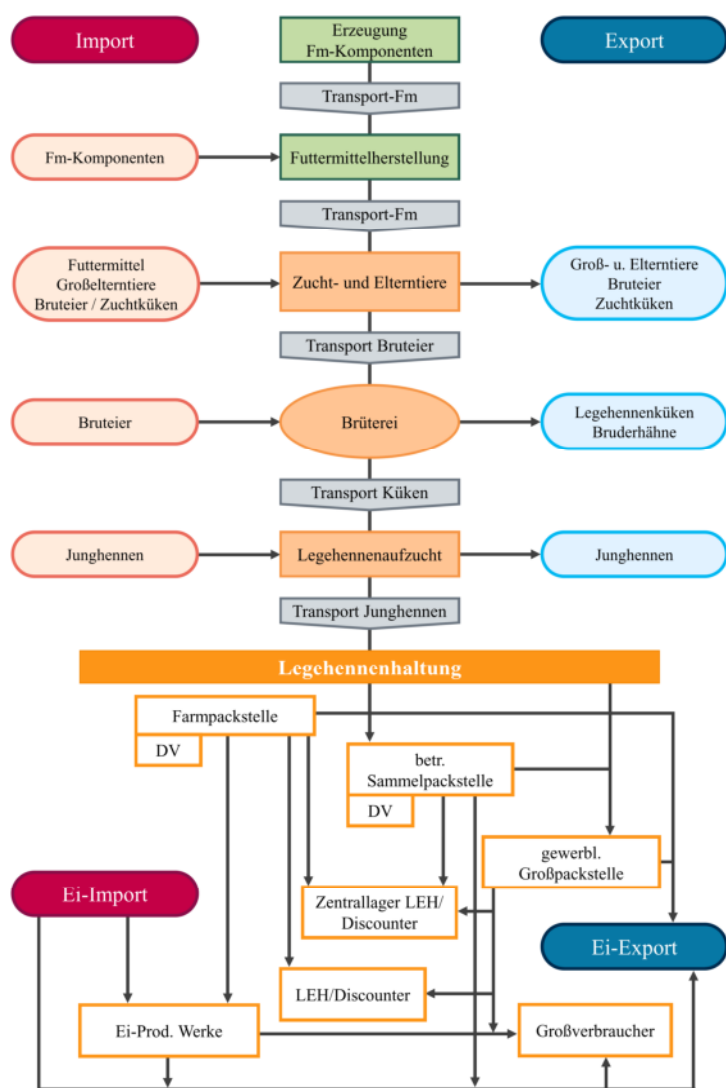 Import
Erzeugung
Fm-Komponenten
Export
Transport-Fm
Fm-Komponenten
Futtermittelherstellung
Transport-Fm
Futtermittel
Großelterntiere
Bruteier / Zuchtküken
Zucht- und Elterntiere
Groß- u. Elterntiere
Bruteier
Zuchtküken
Transport Bruteier
Bruteier
Brüterei
Legehennenküken
Bruderhähne
Transport Küken
Junghennen
Legehennenaufzucht
Junghennen
Transport Junghennen
Legehennenhaltung
Farmpackstelle
DV
betr.
Sammelpackstelle
DV
gewerbl.
Großpackstelle
Ei-Import
Zentrallager LEH/
Discounter
Ei-Export
LEH/Discounter
Ei-Prod. Werke
Großverbraucher